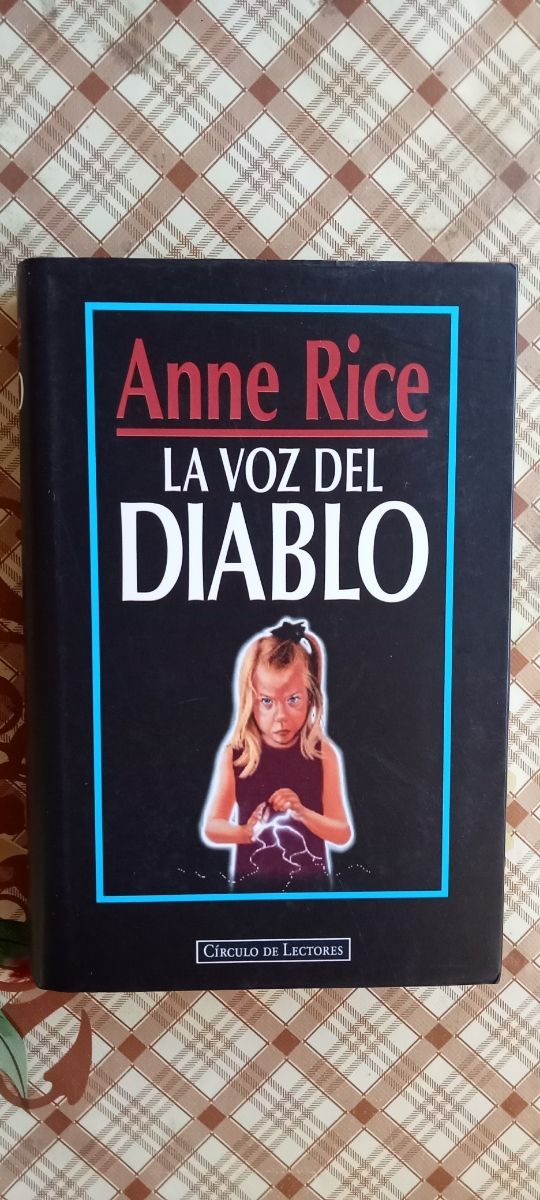 Anne Rice
LA VOZ DEL
DIABLO
CÍRCULO DE LECTORES